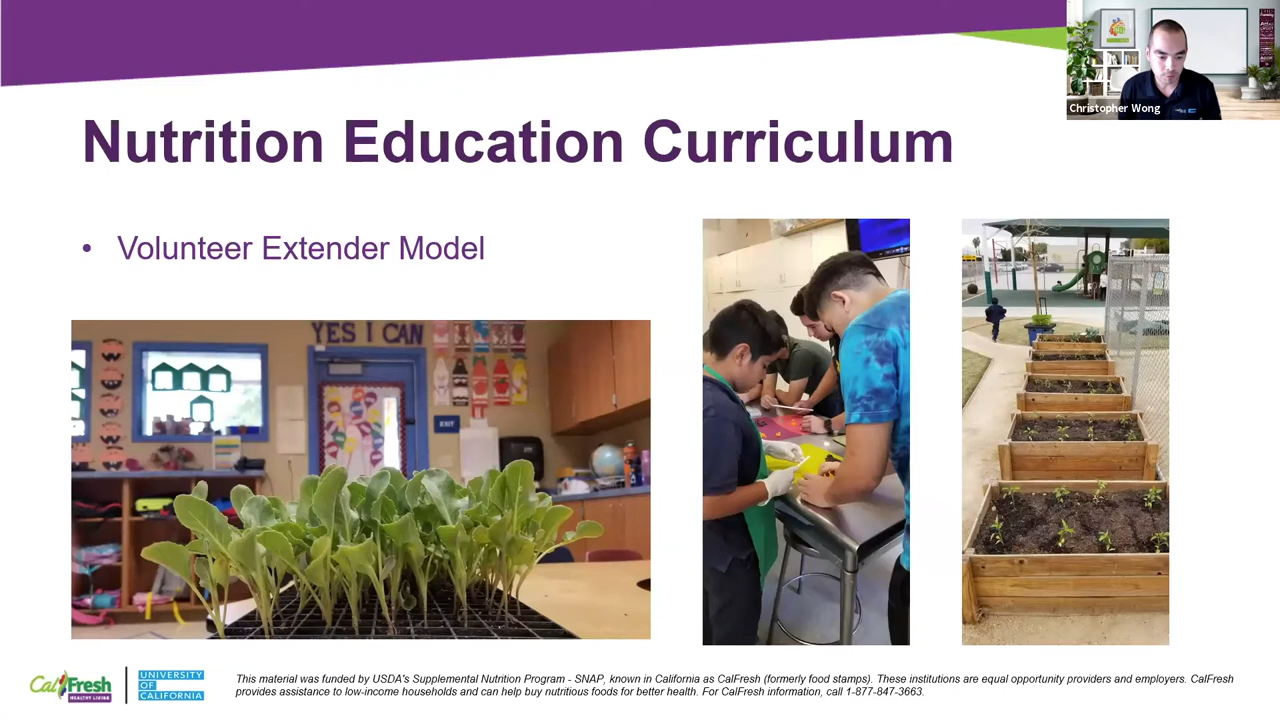 Christopher Wong
Nutrition Education Curriculum
• Volunteer Extender Model
YES I CAN
EXIT
CalFresh
HEALTHY LIVING
UNIVERSITY
OF
CALIFORNIA
This material was funded by USDA's Supplemental Nutrition Program - SNAP, known in California as CalFresh (formerly food stamps). These institutions are equal opportunity providers and employers. CalFresh
provides assistance to low-income households and can help buy nutritious foods for better health. For CalFresh information, call 1-877-847-3663.